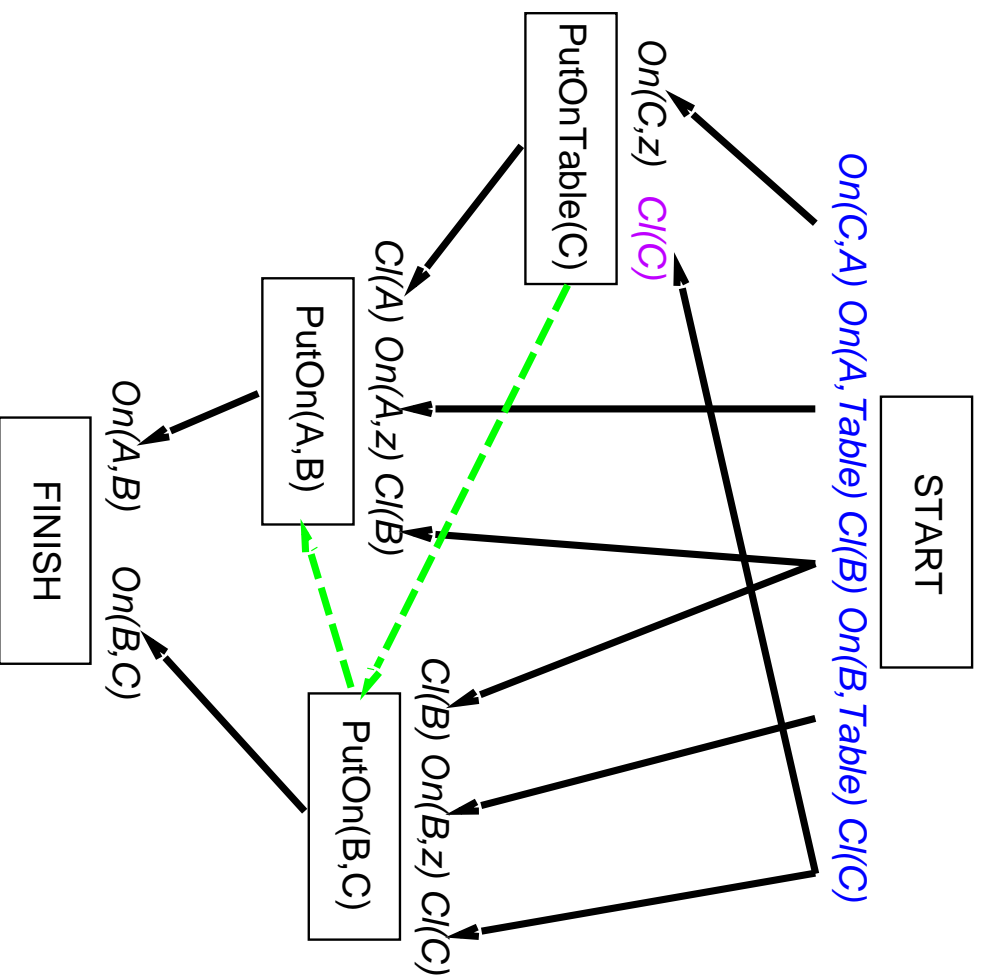 START
On(C,A) On(A,Table) Cl(B) On(B,Table) Cl(C)
On(C,z) Cl(C)
PutOnTable(C)
Cl(B) On(B,z) Cl(C)
Cl(A) On(A,z) Cl(B)
PutOn(B,C)
PutOn(A,B)
On(A,B) On(B,C)
FINISH